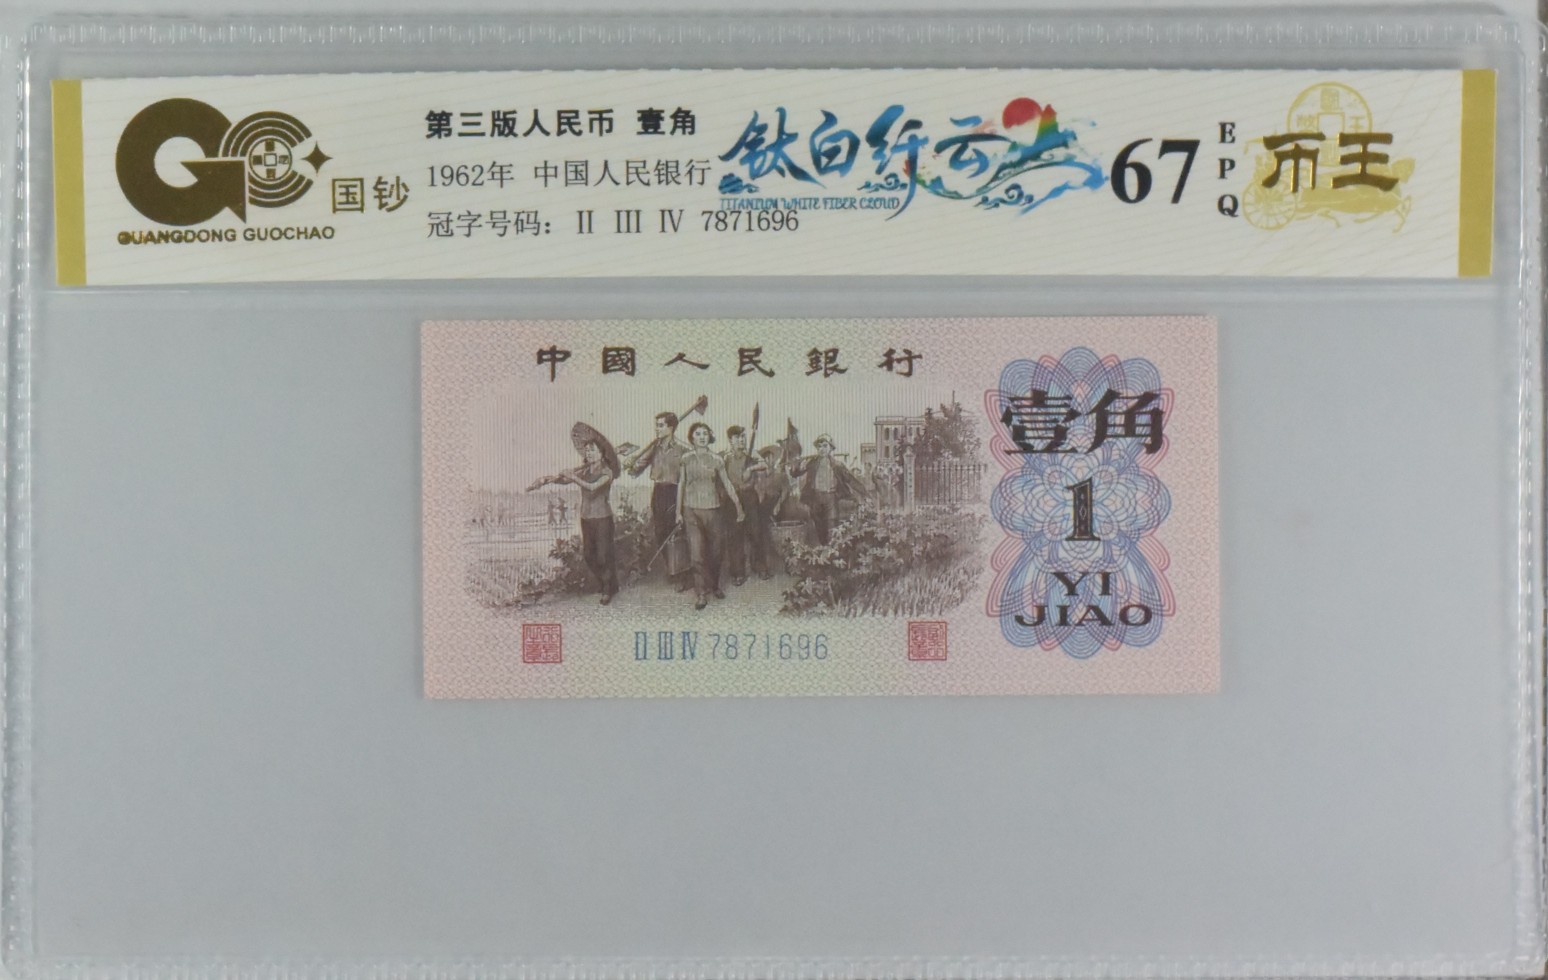 国钞
GUANGDONG GUOCHAO
第三版人民币 壹角
1962年 中国人民银行
冠字号码： II III IV 7871696
钛白纤云
TITANIUM WHITE FIBER CLOUD
67
EPQ
币王
中國人民銀行
壹角
1
YI
JIAO
II III IV 7871696